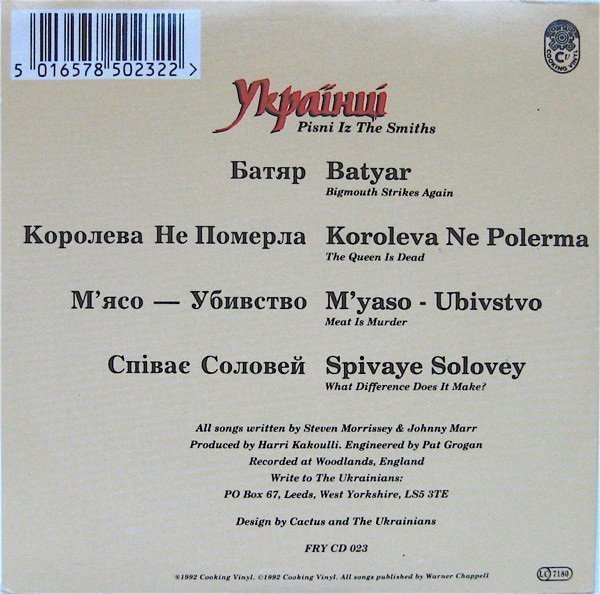 5 016578 502322 >
COOKING VINYL
Українці
Pisni Iz The Smiths
Батяр Batyar
Bigmouth Strikes Again
Королева Не Померла Koroleva Ne Polerma
The Queen Is Dead
М'ясо — Убивство M'yaso - Ubivstvo
Meat Is Murder
Співає Соловей Spivaye Solovey
What Difference Does It Make?
All songs written by Steven Morrissey & Johnny Marr
Produced by Harri Kakoulli. Engineered by Pat Grogan
Recorded at Woodlands, England
Write to The Ukrainians:
PO Box 67, Leeds, West Yorkshire, LS5 3TE
Design by Cactus and The Ukrainians
FRY CD 023
℗1992 Cooking Vinyl. ©1992 Cooking Vinyl. All songs published by Warner Chappell
LC 7180